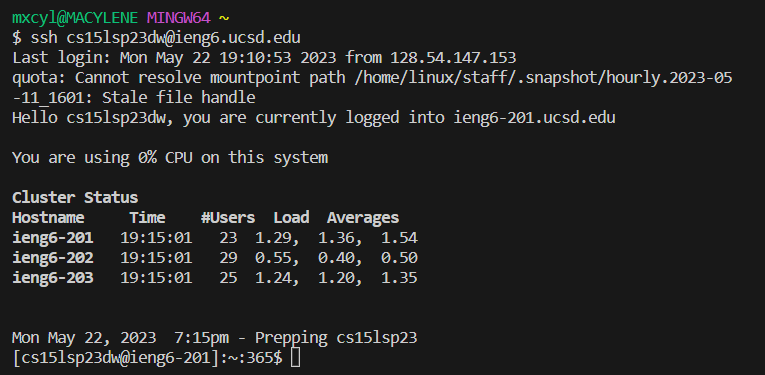 mxcyl@MACYLENE MINGW64 ~
$ ssh cs15lsp23dw@ieng6.ucsd.edu
Last login: Mon May 22 19:10:53 2023 from 128.54.147.153
quota: Cannot resolve mountpoint path /home/linux/staff/.snapshot/hourly.2023-05
-11_1601: Stale file handle
Hello cs15lsp23dw, you are currently logged into ieng6-201.ucsd.edu
You are using 0% CPU on this system
Cluster Status
Hostname     Time    #Users  Load  Averages
ieng6-201   19:15:01   23  1.29,  1.36,  1.54
ieng6-202   19:15:01   29  0.55,  0.40,  0.50
ieng6-203   19:15:01   25  1.24,  1.20,  1.35
Mon May 22, 2023  7:15pm - Prepping cs15lsp23
[cs15lsp23dw@ieng6-201]:~:365$